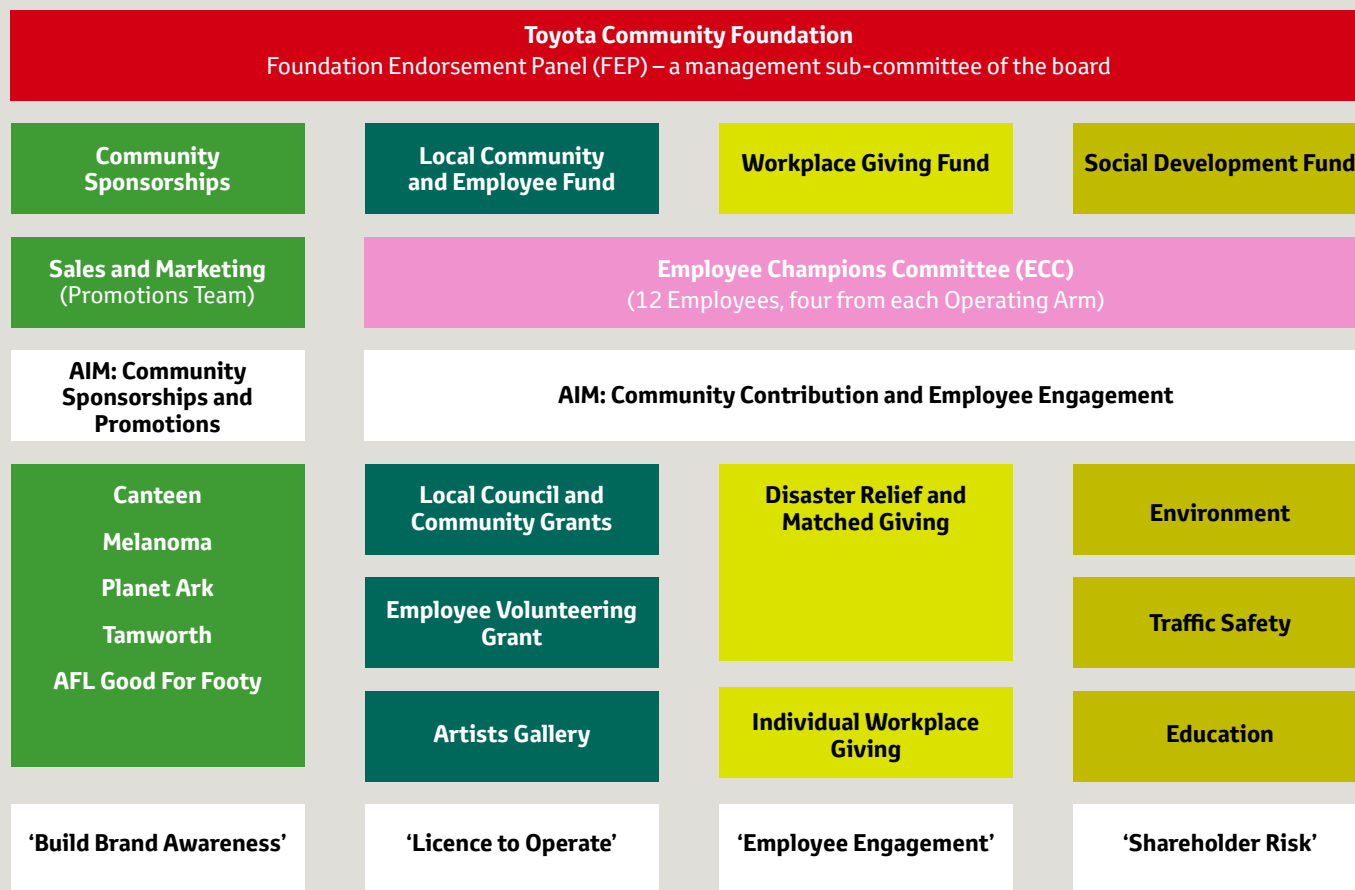 Toyota Community Foundation
Foundation Endorsement Panel (FEP) – a management sub-committee of the board
Community
Sponsorships
Local Community
and Employee Fund
Workplace Giving Fund
Social Development Fund
Sales and Marketing
(Promotions Team)
Employee Champions Committee (ECC)
(12 Employees, four from each Operating Arm)
AIM: Community
Sponsorships and
Promotions
AIM: Community Contribution and Employee Engagement
Canteen
Melanoma
Planet Ark
Tamworth
AFL Good For Footy
Local Council and
Community Grants
Employee Volunteering
Grant
Artists Gallery
Disaster Relief and
Matched Giving
Individual Workplace
Giving
Environment
Traffic Safety
Education
‘Build Brand Awareness’
‘Licence to Operate’
‘Employee Engagement’
‘Shareholder Risk’